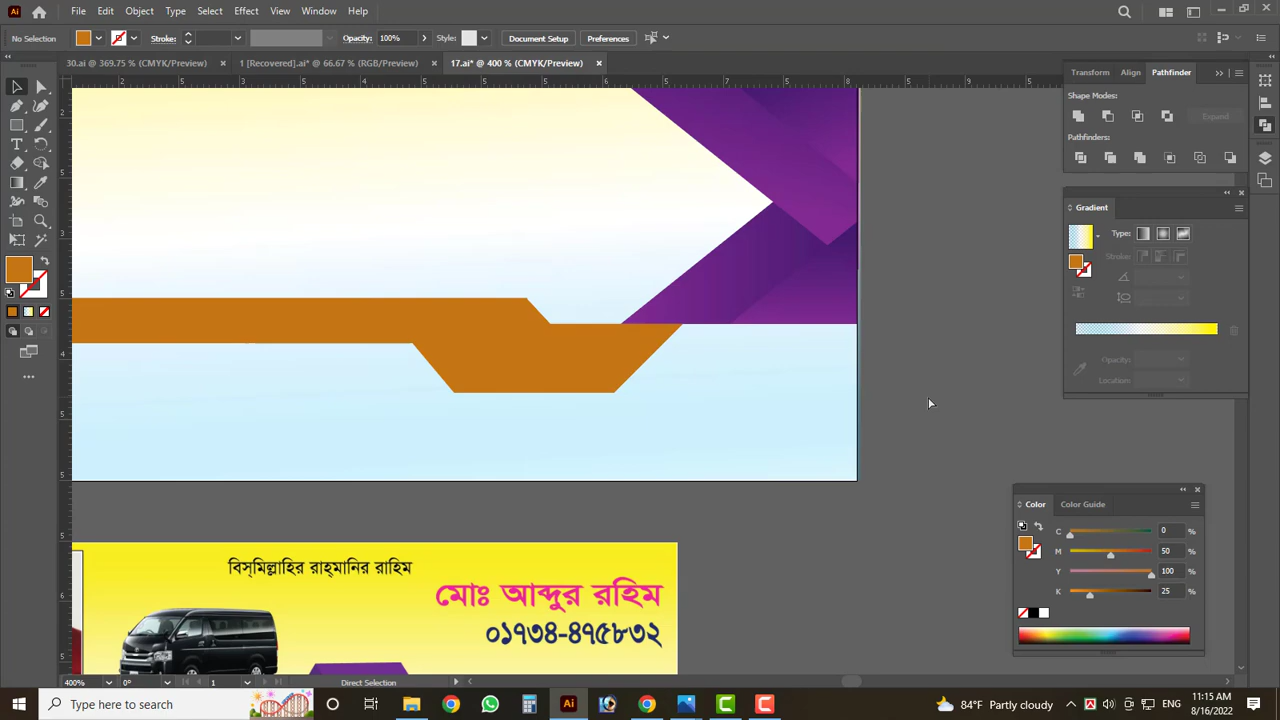 Ai File Edit Object Type Select Effect View Window Help
No Selection Stroke: Opacity: 100% Style: Document Setup Preferences
30.ai @ 369.75 % (CMYK/Preview) × 1 [Recovered].ai* @ 66.67 % (RGB/Preview) × 17.ai* @ 400 % (CMYK/Preview) ×
Transform Align Pathfinder
Shape Modes:
Expand
Pathfinders:
Gradient
Type:
Stroke:
Opacity:
Location:
Color Color Guide
C 0 %
M 50 %
Y 100 %
K 25 %
বিস্‌মিল্লাহির রাহ্‌মানির রাহিম
মোঃ আব্দুর রহিম
০১৭৩৪-৪৭৫৮৩২
400% 0° 1 Direct Selection
Type here to search
84°F Partly cloudy
11:15 AM
8/16/2022